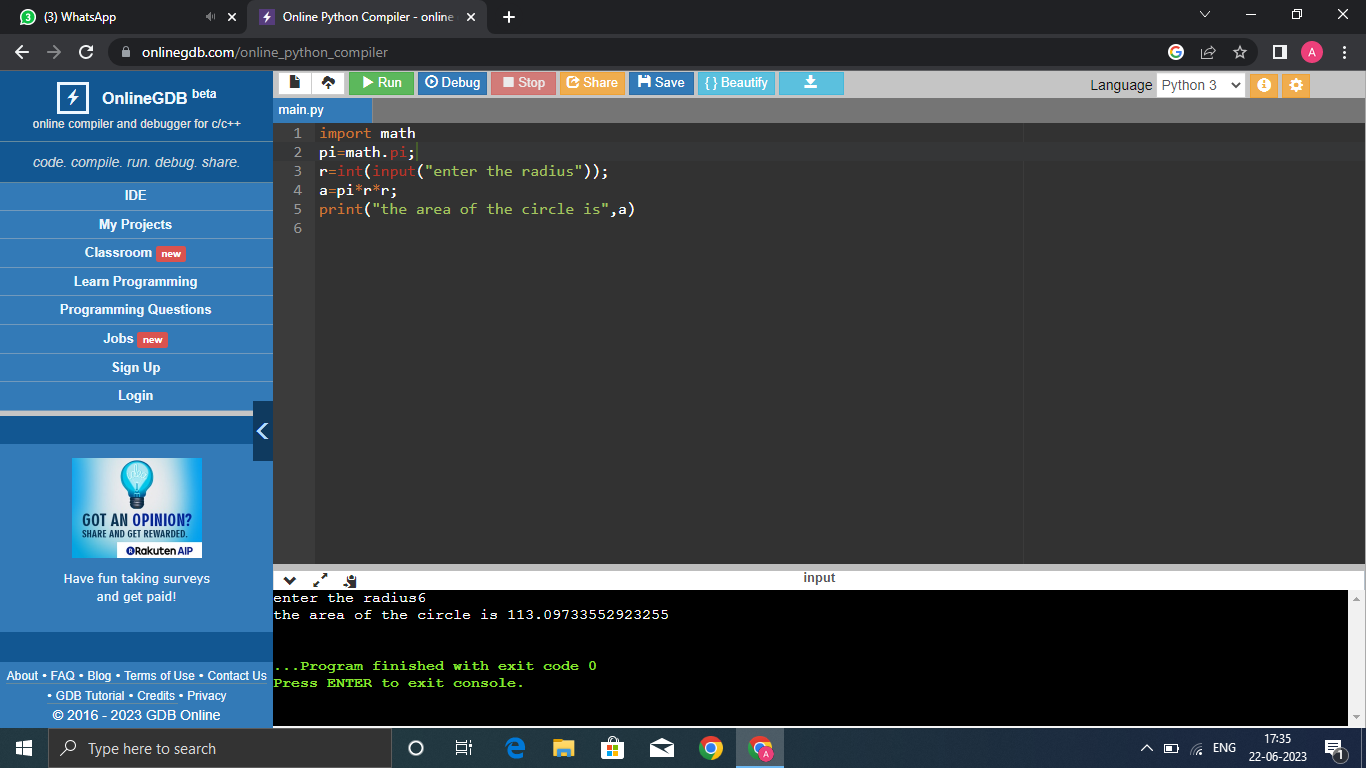 (3) WhatsApp
Online Python Compiler - online
onlinegdb.com/online_python_compiler
A
OnlineGDB beta
online compiler and debugger for c/c++
code. compile. run. debug. share.
IDE
My Projects
Classroom new
Learn Programming
Programming Questions
Jobs new
Sign Up
Login
GOT AN OPINION?
SHARE AND GET REWARDED.
Rakuten AIP
Have fun taking surveys
and get paid!
About • FAQ • Blog • Terms of Use • Contact Us
• GDB Tutorial • Credits • Privacy
© 2016 - 2023 GDB Online
Run Debug Stop Share Save { } Beautify
Language Python 3
main.py
1 import math
2 pi=math.pi;
3 r=int(input("enter the radius"));
4 a=pi*r*r;
5 print("the area of the circle is",a)
6
input
enter the radius6
the area of the circle is 113.09733552923255
...Program finished with exit code 0
Press ENTER to exit console.
Type here to search
A
ENG
17:35
22-06-2023
1